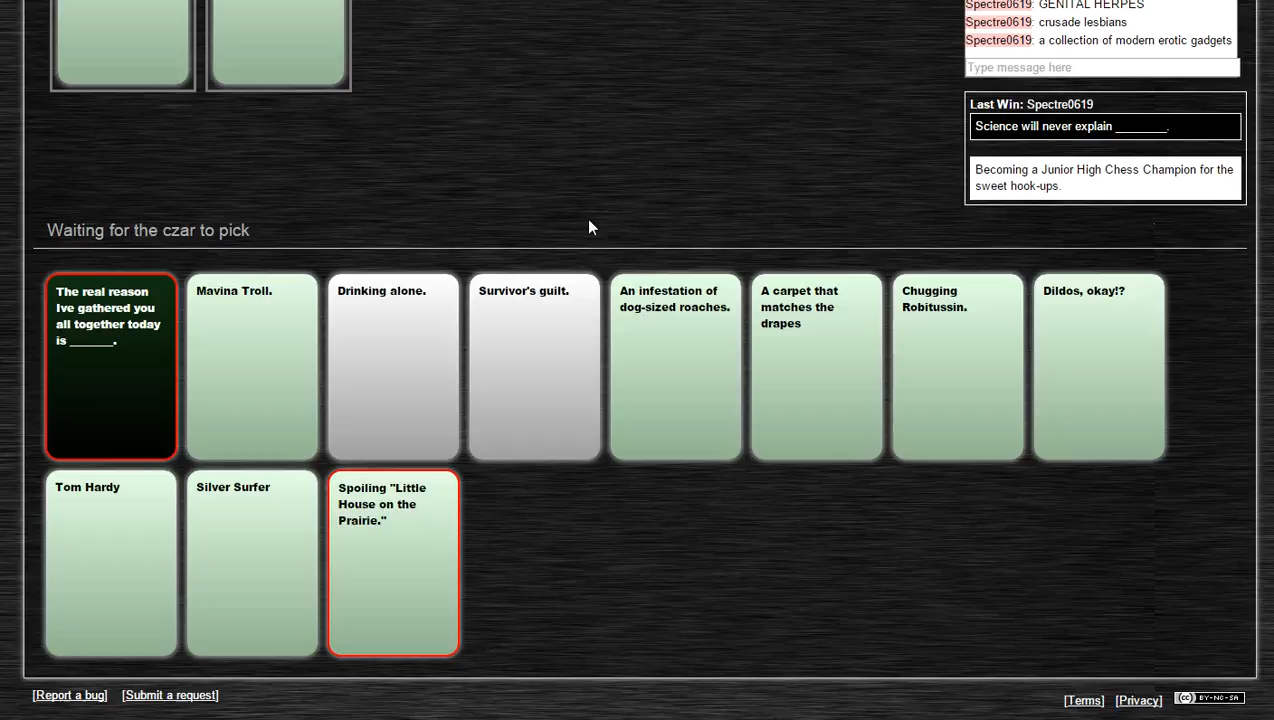 Spectre0619: GENITAL HERPES
Spectre0619: crusade lesbians
Spectre0619: a collection of modern erotic gadgets
Type message here
Last Win: Spectre0619
Science will never explain ________.
Becoming a Junior High Chess Champion for the
sweet hook-ups.
Waiting for the czar to pick
The real reason
Ive gathered you
all together today
is ______.
Mavina Troll.
Drinking alone.
Survivor's guilt.
An infestation of
dog-sized roaches.
A carpet that
matches the
drapes
Chugging
Robitussin.
Dildos, okay!?
Tom Hardy
Silver Surfer
Spoiling "Little
House on the
Prairie."
[Report a bug] [Submit a request]
[Terms] [Privacy]
cc BY-NC-SA